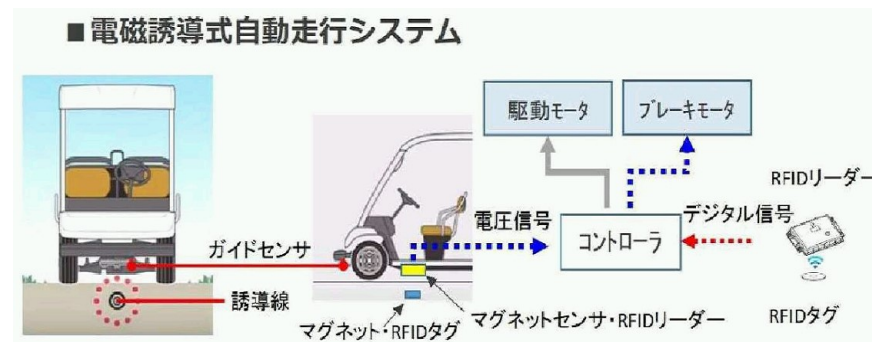 ■電磁誘導式自動走行システム
駆動モータ
ブレーキモータ
RFIDリーダー
電圧信号
デジタル信号
コントローラ
ガイドセンサ
誘導線
マグネット・RFIDタグ
マグネットセンサ・RFIDリーダー
RFIDタグ